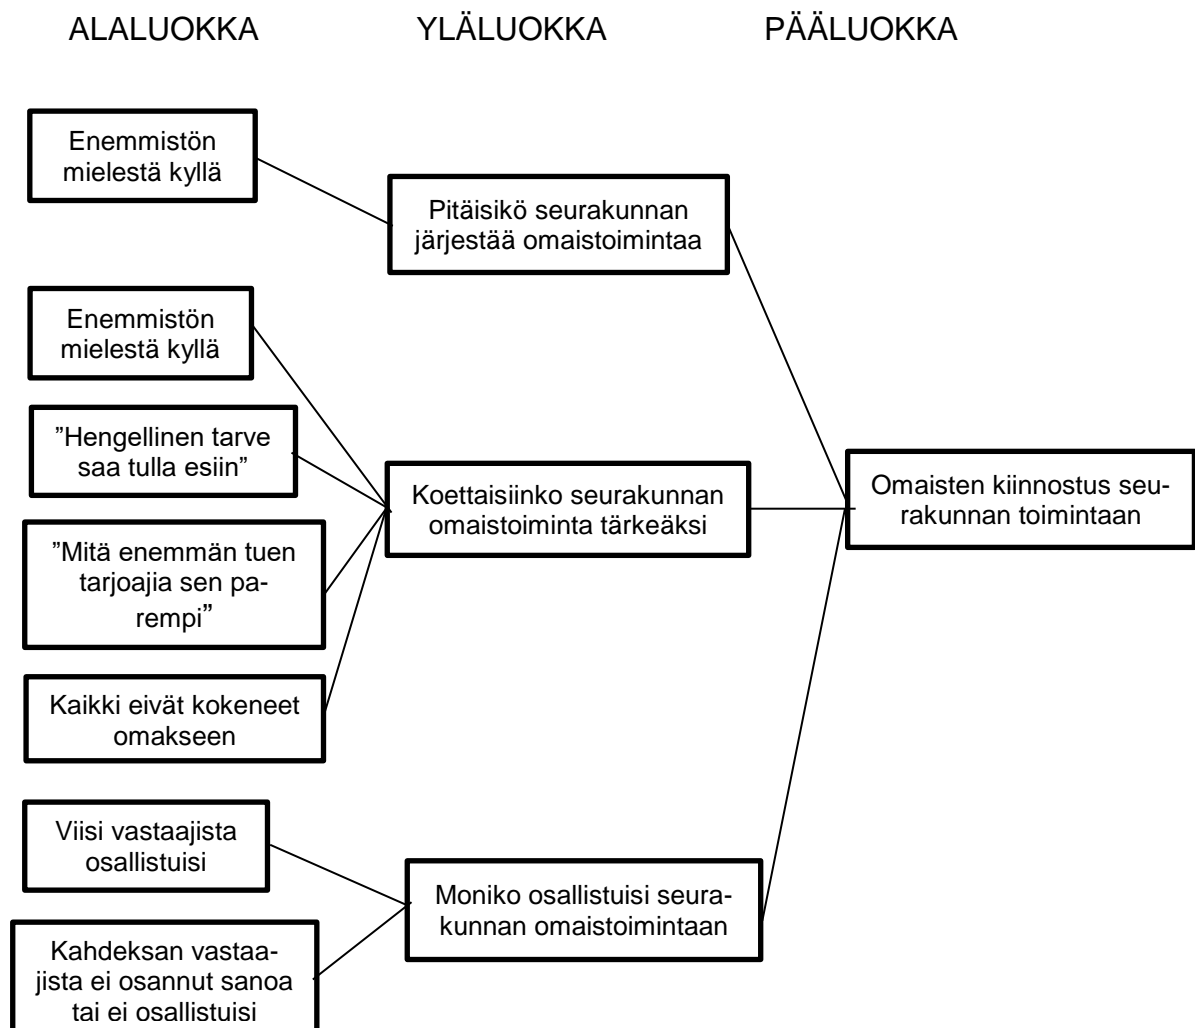 ALALUOKKA YLÄLUOKKA PÄÄLUOKKA
Enemmistön
mielestä kyllä
Pitäisikö seurakunnan
järjestää omaistoimintaa
Enemmistön
mielestä kyllä
”Hengellinen tarve
saa tulla esiin”
Koettaisiinko seurakunnan
omaistoiminta tärkeäksi
Omaisten kiinnostus seu-
rakunnan toimintaan
”Mitä enemmän tuen
tarjoajia sen pa-
rempi”
Kaikki eivät kokeneet
omakseen
Viisi vastaajista
osallistuisi
Moniko osallistuisi seura-
kunnan omaistoimintaan
Kahdeksan vastaa-
jista ei osannut sanoa
tai ei osallistuisi